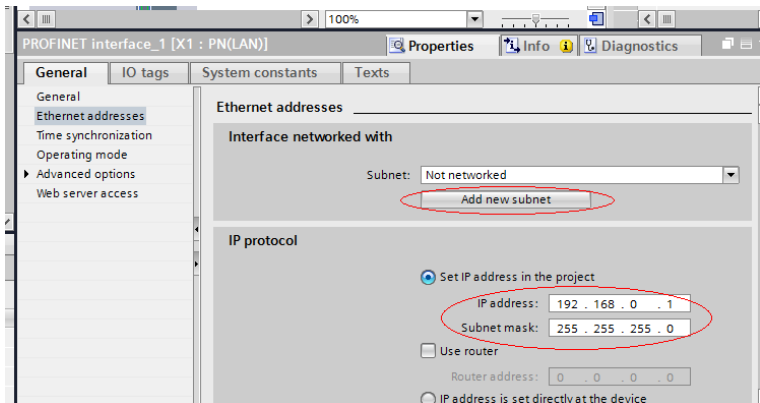 100%
PROFINET interface_1 [X1 : PN(LAN)]
Properties
Info
Diagnostics
General
IO tags
System constants
Texts
General
Ethernet addresses
Time synchronization
Operating mode
Advanced options
Web server access
Ethernet addresses
Interface networked with
Subnet: Not networked
Add new subnet
IP protocol
Set IP address in the project
IP address: 192 . 168 . 0 . 1
Subnet mask: 255 . 255 . 255 . 0
Use router
Router address: 0 . 0 . 0 . 0
IP address is set directly at the device